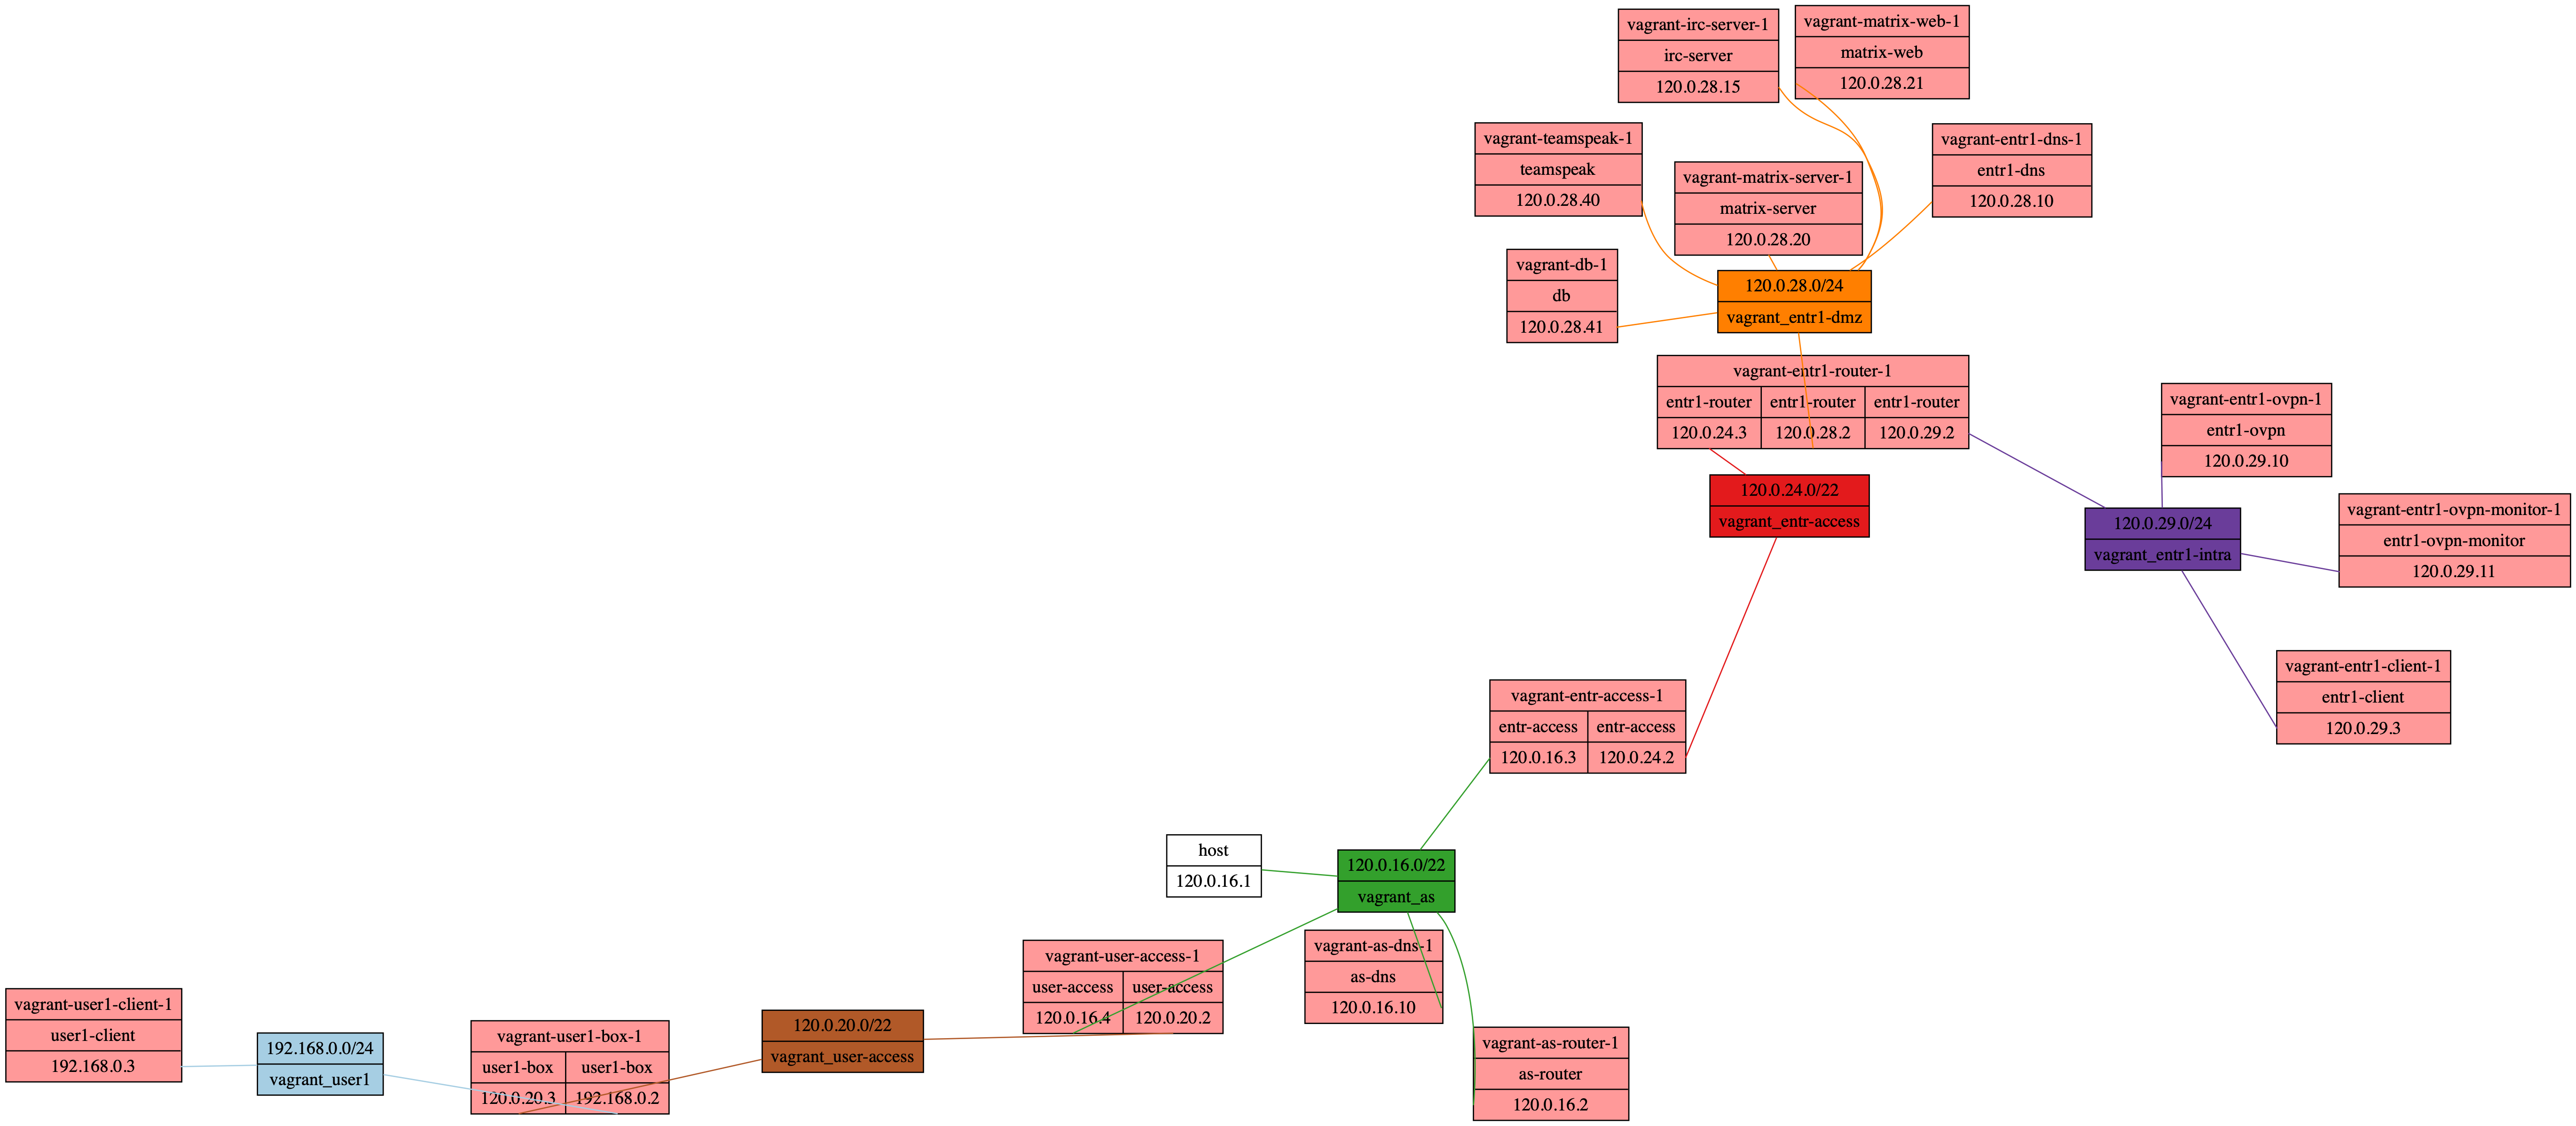 vagrant-irc-server-1
irc-server
120.0.28.15
vagrant-matrix-web-1
matrix-web
120.0.28.21
vagrant-teamspeak-1
teamspeak
120.0.28.40
vagrant-matrix-server-1
matrix-server
120.0.28.20
vagrant-entr1-dns-1
entr1-dns
120.0.28.10
vagrant-db-1
db
120.0.28.41
120.0.28.0/24
vagrant_entr1-dmz
vagrant-entr1-router-1
entr1-router entr1-router entr1-router
120.0.24.3 120.0.28.2 120.0.29.2
vagrant-entr1-ovpn-1
entr1-ovpn
120.0.29.10
120.0.24.0/22
vagrant_entr-access
120.0.29.0/24
vagrant_entr1-intra
vagrant-entr1-ovpn-monitor-1
entr1-ovpn-monitor
120.0.29.11
vagrant-entr1-client-1
entr1-client
120.0.29.3
vagrant-entr-access-1
entr-access entr-access
120.0.16.3 120.0.24.2
host
120.0.16.1
120.0.16.0/22
vagrant_as
vagrant-user-access-1
user-access user-access
120.0.16.4 120.0.20.2
vagrant-as-dns-1
as-dns
120.0.16.10
vagrant-user1-client-1
user1-client
192.168.0.3
192.168.0.0/24
vagrant_user1
vagrant-user1-box-1
user1-box user1-box
120.0.20.3 192.168.0.2
120.0.20.0/22
vagrant_user-access
vagrant-as-router-1
as-router
120.0.16.2